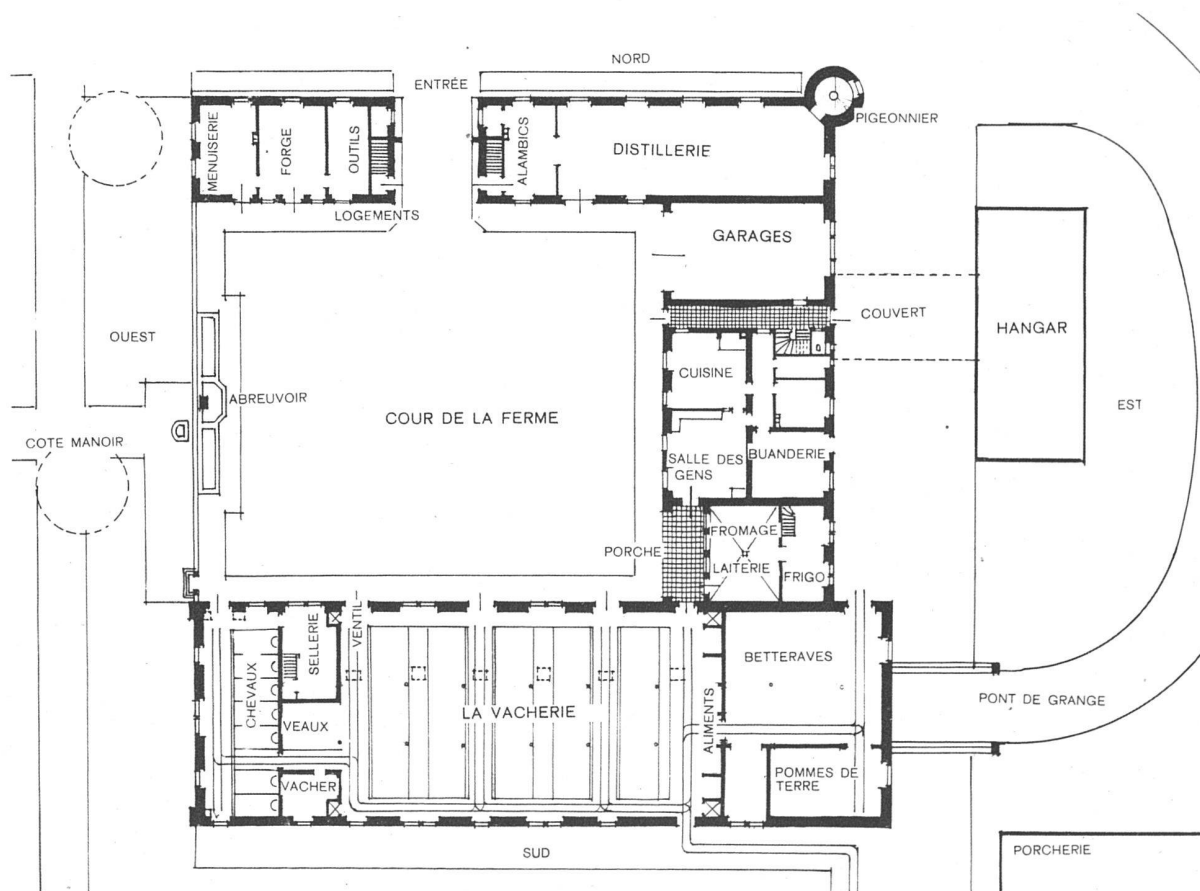 NORD
ENTRÉE
PIGEONNIER
MENUISERIE
FORGE
OUTILS
ALAMBICS
DISTILLERIE
LOGEMENTS
GARAGES
COUVERT
HANGAR
OUEST
CUISINE
ABREUVOIR
COUR DE LA FERME
EST
COTE MANOIR
SALLE DES
GENS
BUANDERIE
FROMAGE
PORCHE
LAITERIE
FRIGO
VENTIL
SELLERIE
CHEVAUX
BETTERAVES
VEAUX
LA VACHERIE
ALIMENTS
PONT DE GRANGE
VACHER
POMMES DE
TERRE
SUD
PORCHERIE